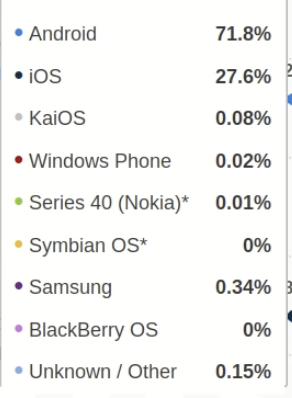 Android 71.8%
iOS 27.6%
KaiOS 0.08%
Windows Phone 0.02%
Series 40 (Nokia)* 0.01%
Symbian OS* 0%
Samsung 0.34%
BlackBerry OS 0%
Unknown / Other 0.15%